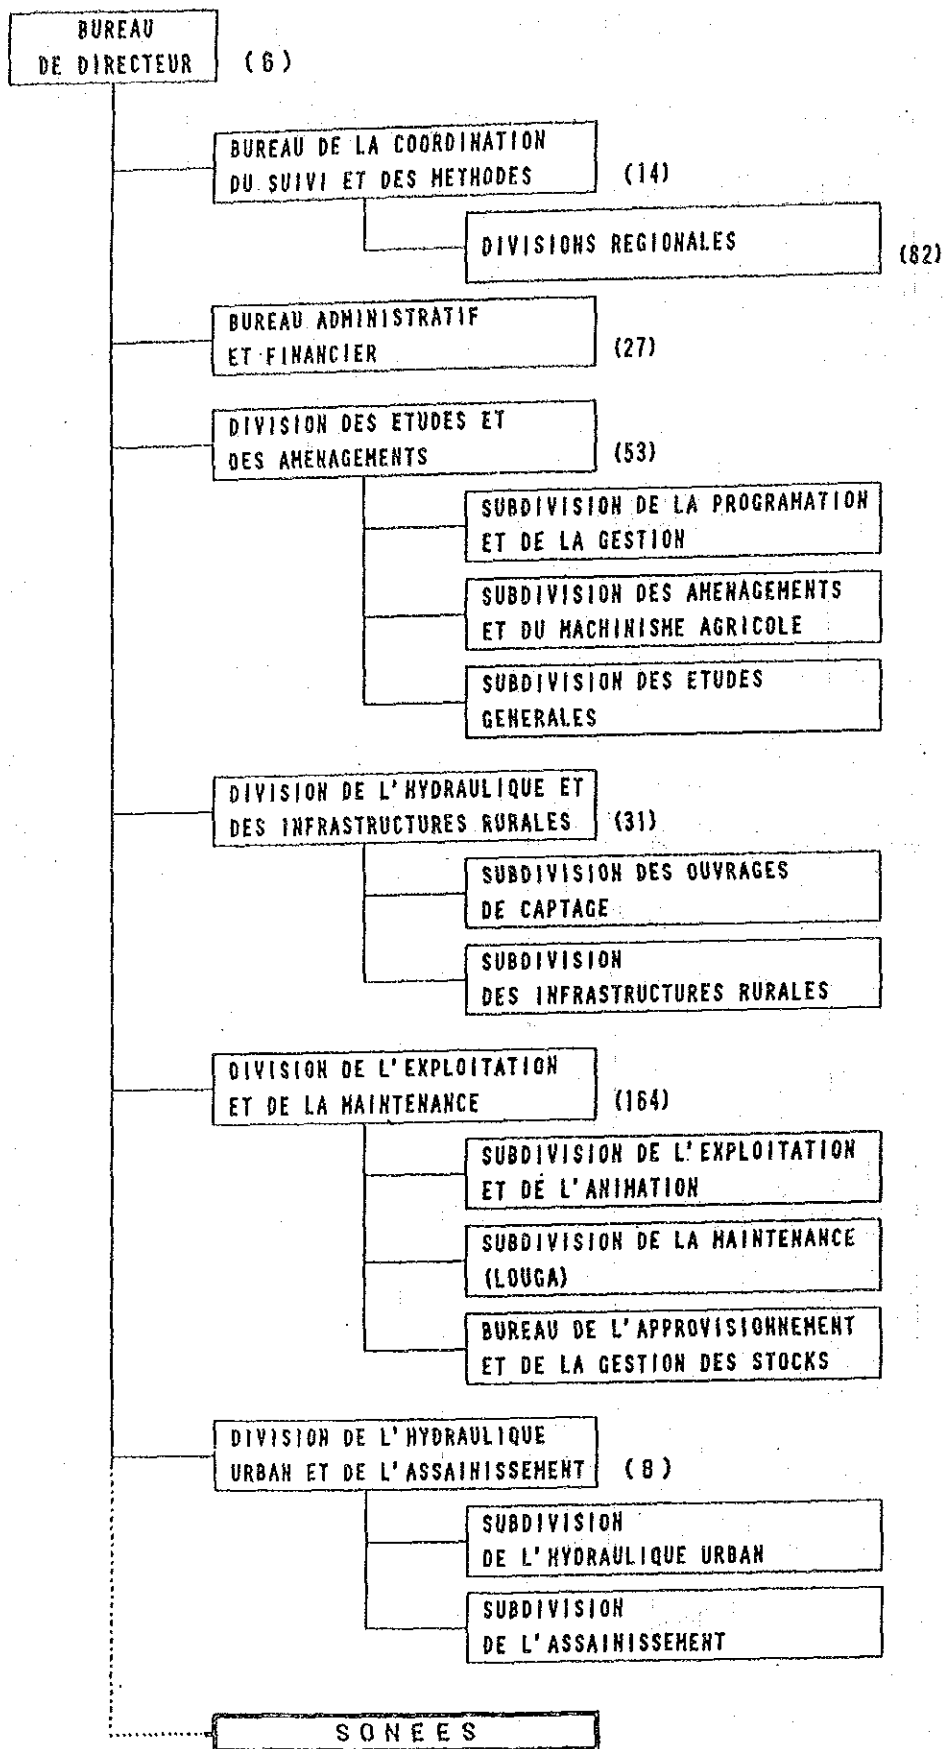 BUREAU
DE DIRECTEUR (6)
BUREAU DE LA COORDINATION
DU SUIVI ET DES METHODES (14)
DIVISIONS REGIONALES (82)
BUREAU ADMINISTRATIF
ET FINANCIER (27)
DIVISION DES ETUDES ET
DES AMENAGEMENTS (53)
SUBDIVISION DE LA PROGRAMATION
ET DE LA GESTION
SUBDIVISION DES AMENAGEMENTS
ET DU MACHINISME AGRICOLE
SUBDIVISION DES ETUDES
GENERALES
DIVISION DE L'HYDRAULIQUE ET
DES INFRASTRUCTURES RURALES (31)
SUBDIVISION DES OUVRAGES
DE CAPTAGE
SUBDIVISION
DES INFRASTRUCTURES RURALES
DIVISION DE L'EXPLOITATION
ET DE LA MAINTENANCE (164)
SUBDIVISION DE L'EXPLOITATION
ET DE L'ANIMATION
SUBDIVISION DE LA MAINTENANCE
(LOUGA)
BUREAU DE L'APPROVISIONNEMENT
ET DE LA GESTION DES STOCKS
DIVISION DE L'HYDRAULIQUE
URBAN ET DE L'ASSAINISSEMENT (8)
SUBDIVISION
DE L'HYDRAULIQUE URBAN
SUBDIVISION
DE L'ASSAINISSEMENT
SONEES